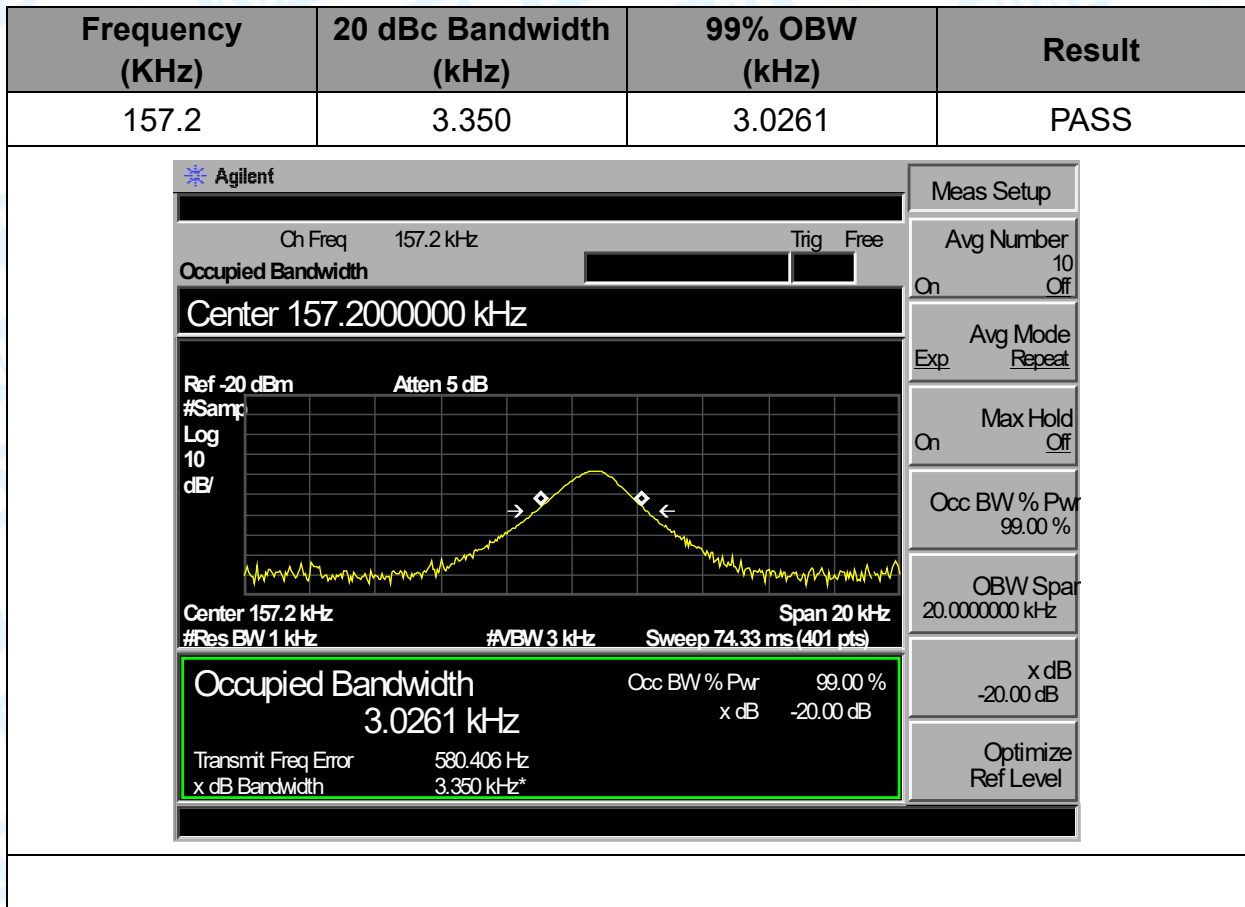 Frequency (KHz) 20 dBc Bandwidth (kHz) 99% OBW (kHz) Result
157.2 3.350 3.0261 PASS
Agilent
Ch Freq 157.2 kHz Trig Free
Occupied Bandwidth
Center 157.2000000 kHz
Ref -20 dBm Atten 5 dB
#Samp
Log
10
dB/
Center 157.2 kHz Span 20 kHz
#Res BW 1 kHz #VBW 3 kHz Sweep 74.33 ms (401 pts)
Occupied Bandwidth Occ BW % Pwr 99.00 %
3.0261 kHz x dB -20.00 dB
Transmit Freq Error 580.406 Hz
x dB Bandwidth 3.350 kHz*
Meas Setup
Avg Number
10
On Off
Avg Mode
Exp Repeat
Max Hold
On Off
Occ BW % Pwr
99.00 %
OBW Span
20.0000000 kHz
x dB
-20.00 dB
Optimize
Ref Level